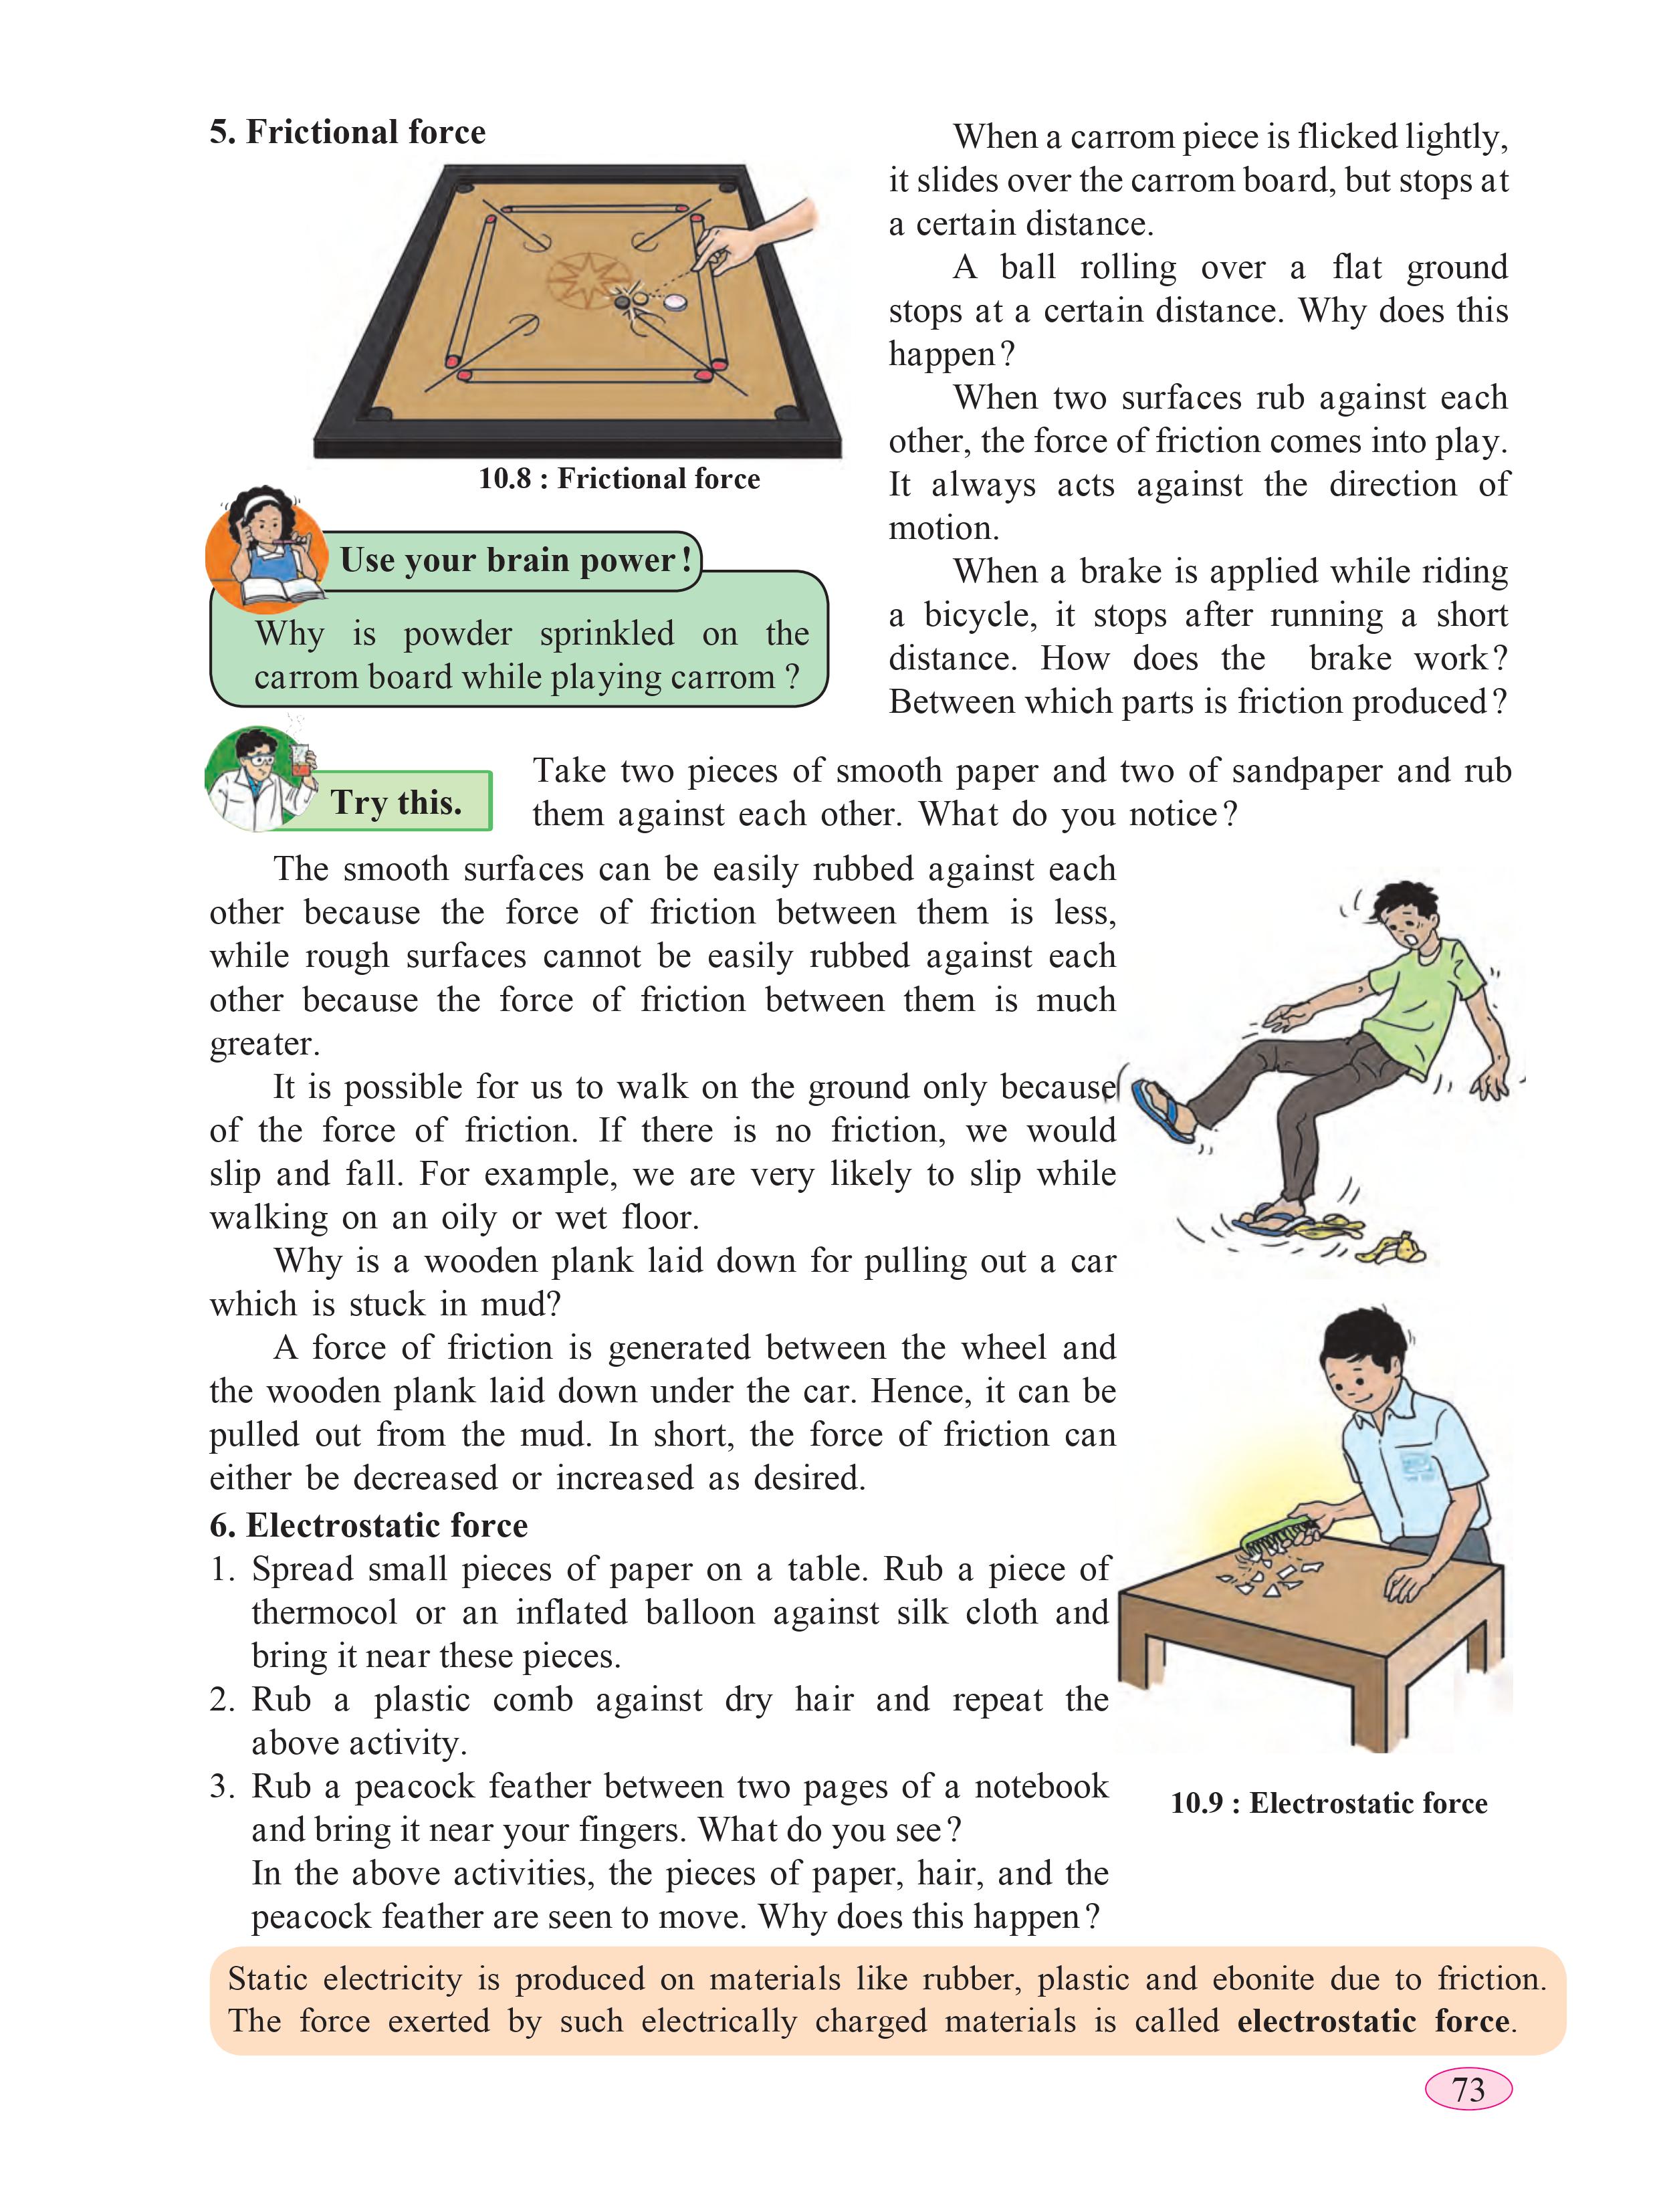 5. Frictional force
10.8 : Frictional force
Use your brain power!
Why is powder sprinkled on the
carrom board while playing carrom ?
When a carrom piece is flicked lightly,
it slides over the carrom board, but stops at
a certain distance.
A ball rolling over a flat ground
stops at a certain distance. Why does this
happen?
When two surfaces rub against each
other, the force of friction comes into play.
It always acts against the direction of
motion.
When a brake is applied while riding
a bicycle, it stops after running a short
distance. How does the brake work?
Between which parts is friction produced?
Try this.
Take two pieces of smooth paper and two of sandpaper and rub
them against each other. What do you notice?
The smooth surfaces can be easily rubbed against each
other because the force of friction between them is less,
while rough surfaces cannot be easily rubbed against each
other because the force of friction between them is much
greater.
It is possible for us to walk on the ground only because
of the force of friction. If there is no friction, we would
slip and fall. For example, we are very likely to slip while
walking on an oily or wet floor.
Why is a wooden plank laid down for pulling out a car
which is stuck in mud?
A force of friction is generated between the wheel and
the wooden plank laid down under the car. Hence, it can be
pulled out from the mud. In short, the force of friction can
either be decreased or increased as desired.
6. Electrostatic force
1. Spread small pieces of paper on a table. Rub a piece of
thermocol or an inflated balloon against silk cloth and
bring it near these pieces.
2. Rub a plastic comb against dry hair and repeat the
above activity.
3. Rub a peacock feather between two pages of a notebook
and bring it near your fingers. What do you see?
In the above activities, the pieces of paper, hair, and the
peacock feather are seen to move. Why does this happen?
10.9 : Electrostatic force
Static electricity is produced on materials like rubber, plastic and ebonite due to friction.
The force exerted by such electrically charged materials is called electrostatic force.
73